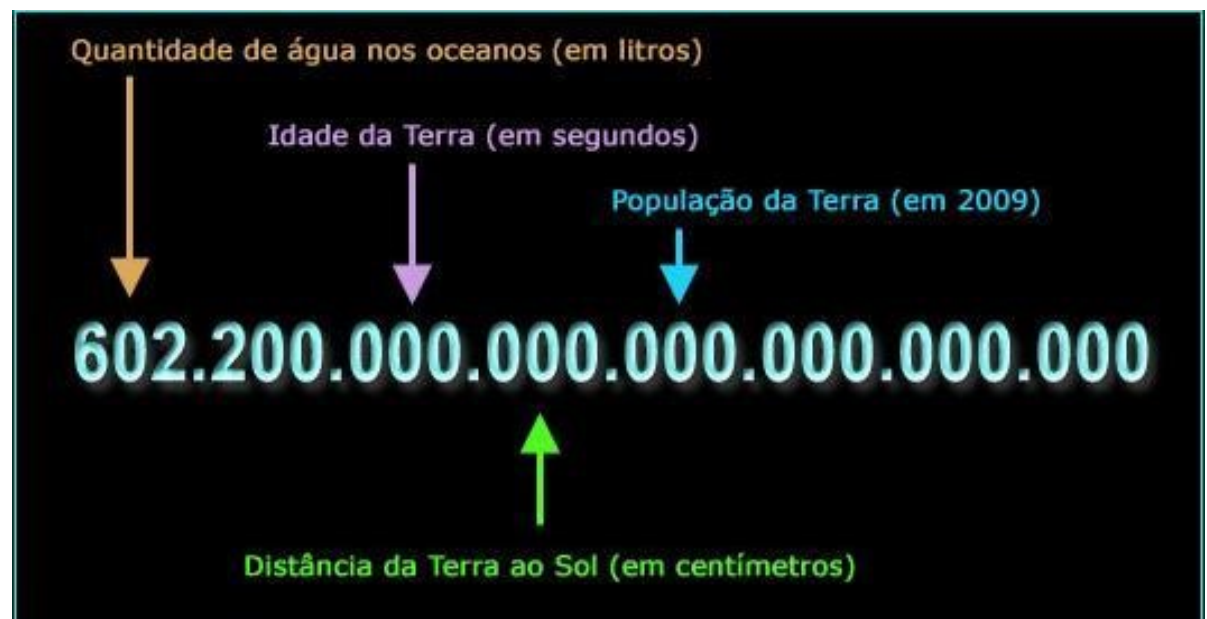 Quantidade de água nos oceanos (em litros)
Idade da Terra (em segundos)
População da Terra (em 2009)
602.200.000.000.000.000.000.000
Distância da Terra ao Sol (em centímetros)